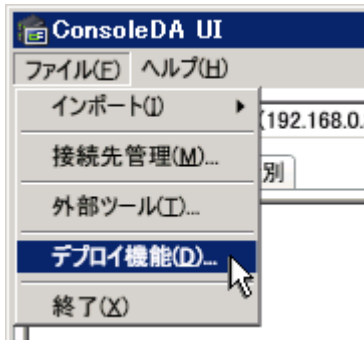 ConsoleDA UI
ファイル(F) ヘルプ(H)
インポート(I)
(192.168.0.
接続先管理(M)...
別
外部ツール(T)...
デプロイ機能(D)...
終了(X)